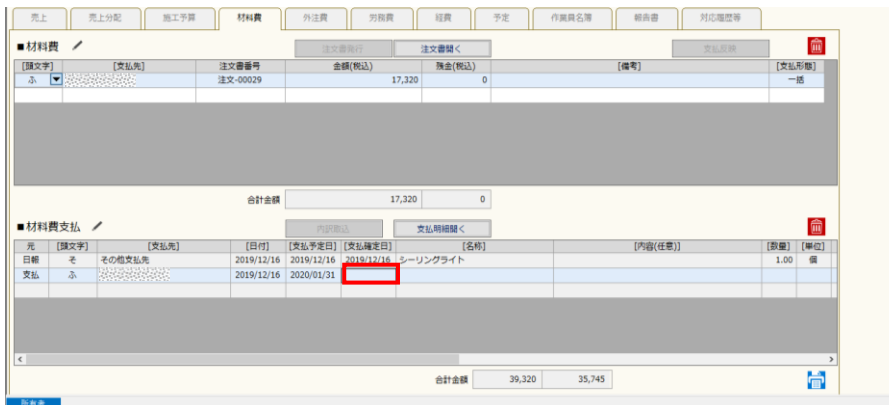 売上 売上分配 施工予算 材料費 外注費 労務費 経費 予定 作業員名簿 報告書 対応履歴等
■材料費 注文書発行 注文書開く 支払反映
[頭文字] [支払先] 注文書番号 金額(税込) 残金(税込) [備考] [支払形態]
ふ 注文-00029 17,320 0 一括
合計金額 17,320 0
■材料費支払 内訳取込 支払明細開く
元 [頭文字] [支払先] [日付] [支払予定日] [支払確定日] [名称] [内容(任意)] [数量] [単位]
日報 そ その他支払先 2019/12/16 2019/12/16 2019/12/16 シーリングライト 1.00 個
支払 ふ 2019/12/16 2020/01/31
合計金額 39,320 35,745